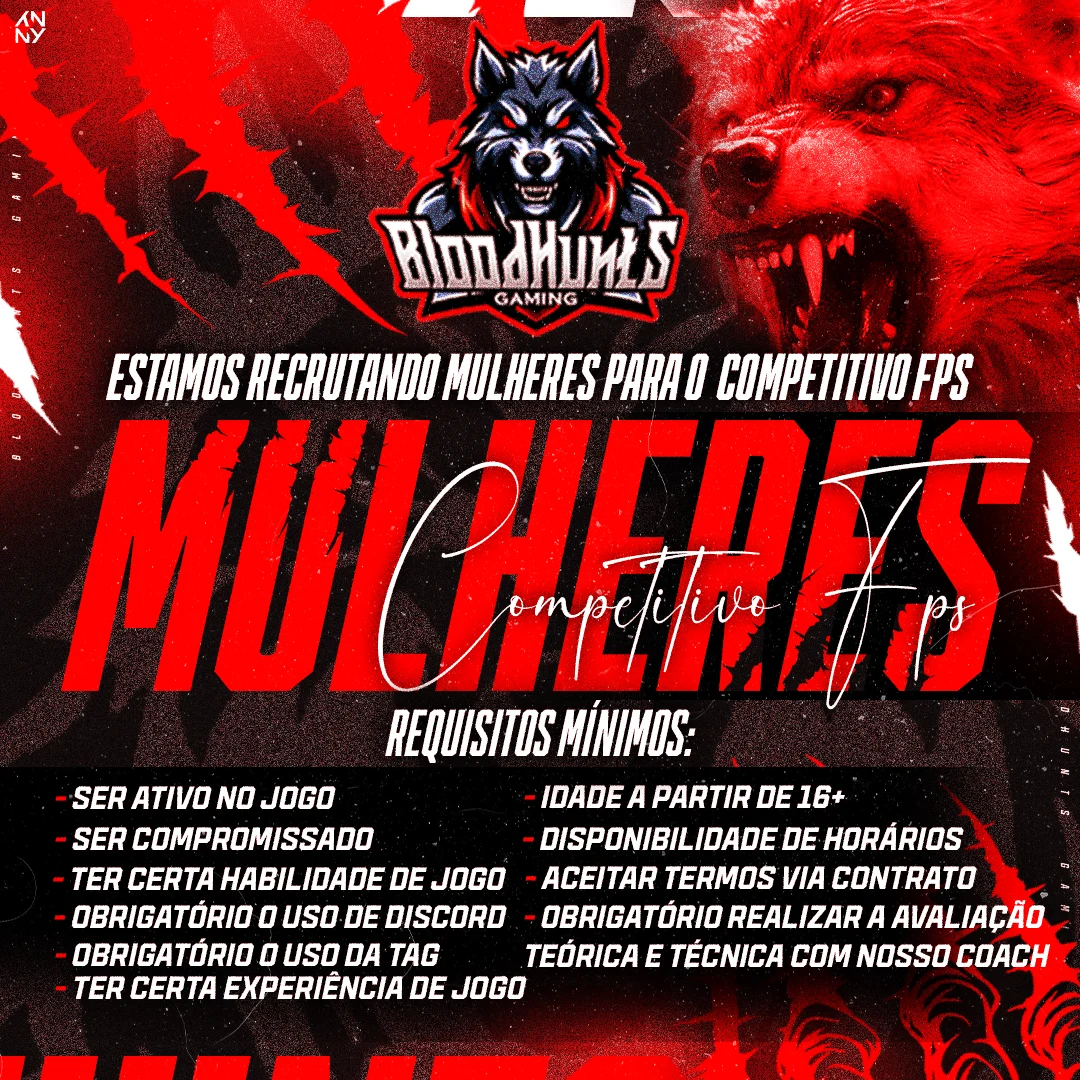 BloodHunts
GAMING
ESTAMOS RECRUTANDO MULHERES PARA O COMPETITIVO FPS
MULHERES
Competitivo Fps
REQUISITOS MÍNIMOS:
- SER ATIVO NO JOGO
- SER COMPROMISSADO
- TER CERTA HABILIDADE DE JOGO
- OBRIGATÓRIO O USO DE DISCORD
- OBRIGATÓRIO O USO DA TAG
- TER CERTA EXPERIÊNCIA DE JOGO
- IDADE A PARTIR DE 16+
- DISPONIBILIDADE DE HORÁRIOS
- ACEITAR TERMOS VIA CONTRATO
- OBRIGATÓRIO REALIZAR A AVALIAÇÃO
TEÓRICA E TÉCNICA COM NOSSO COACH